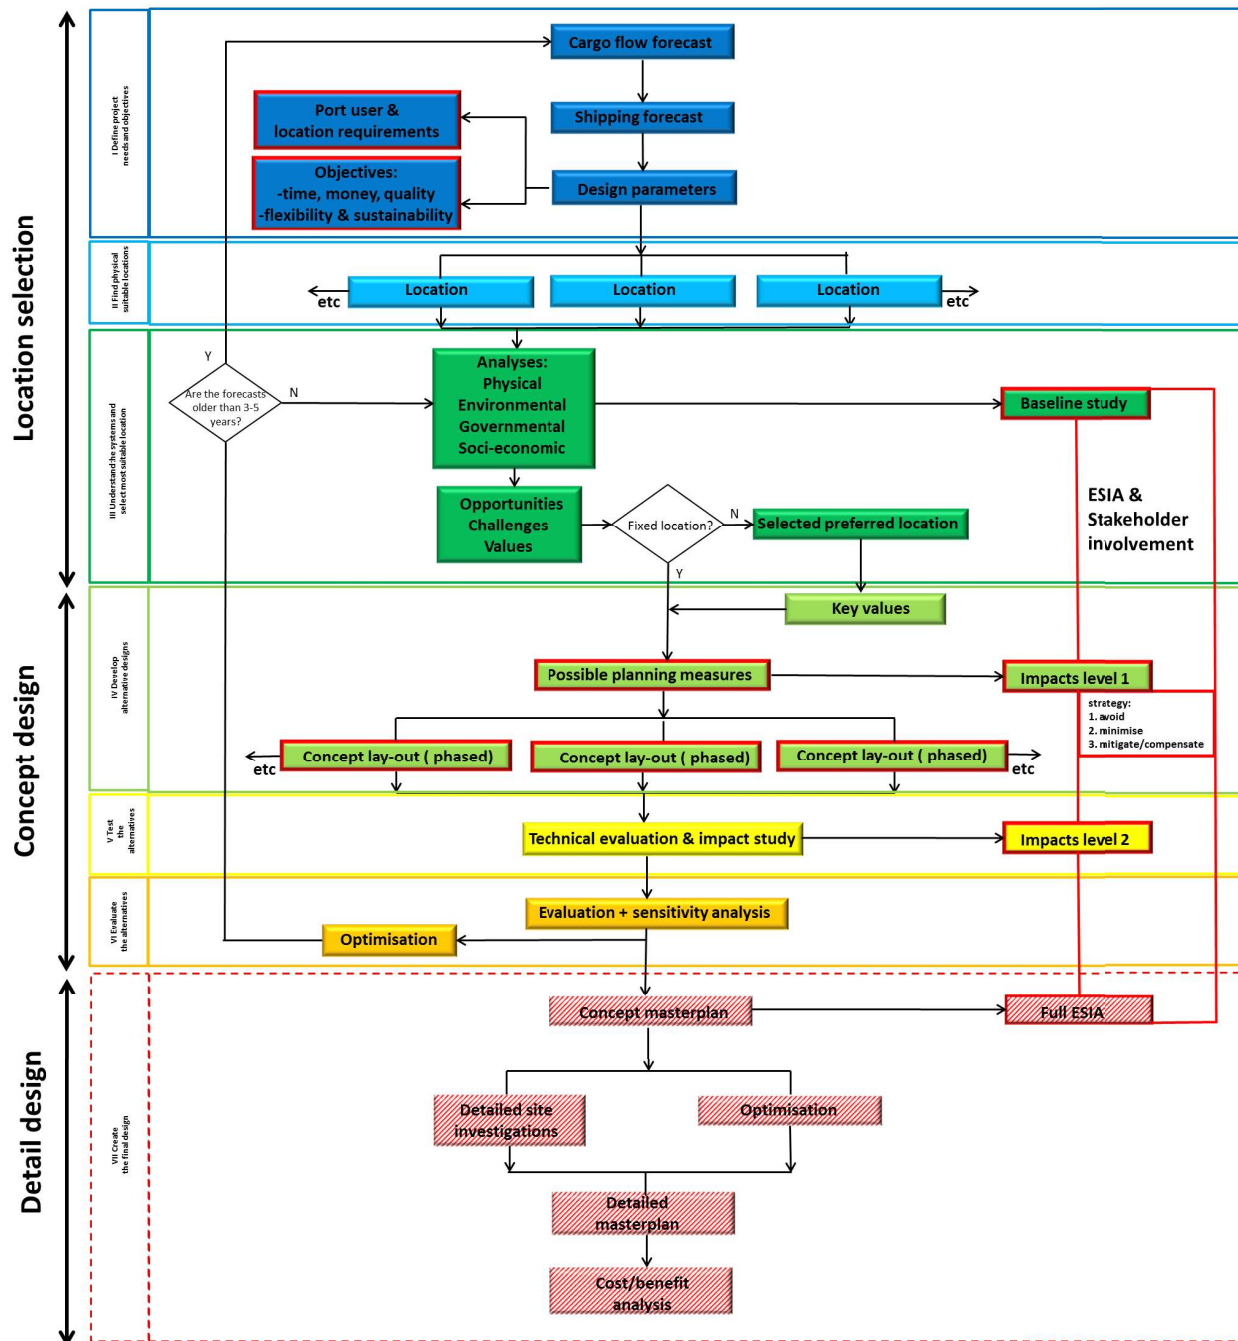 Location selection
I Define project
needs and objectives
Cargo flow forecast
Port user &
location requirements
Shipping forecast
Objectives:
-time, money, quality
-flexibility & sustainability
Design parameters
II Find physical
suitable locations
etc
Location
Location
Location
etc
III Understand the systems and
select most suitable location
Y
Are the forecasts
older than 3-5
years?
N
Analyses:
Physical
Environmental
Governmental
Soci-economic
Baseline study
Opportunities
Challenges
Values
Fixed location?
N
Selected preferred location
Y
ESIA &
Stakeholder
involvement
Concept design
IV Develop
alternative designs
Key values
Possible planning measures
Impacts level 1
strategy:
1. avoid
2. minimise
3. mitigate/compensate
etc
Concept lay-out ( phased)
Concept lay-out ( phased)
Concept lay-out ( phased)
etc
V Test
the
alternatives
Technical evaluation & impact study
Impacts level 2
VI Evaluate
the alternatives
Evaluation + sensitivity analysis
Optimisation
Detail design
VII Create
the final design
Concept masterplan
Full ESIA
Detailed site
investigations
Optimisation
Detailed
masterplan
Cost/benefit
analysis